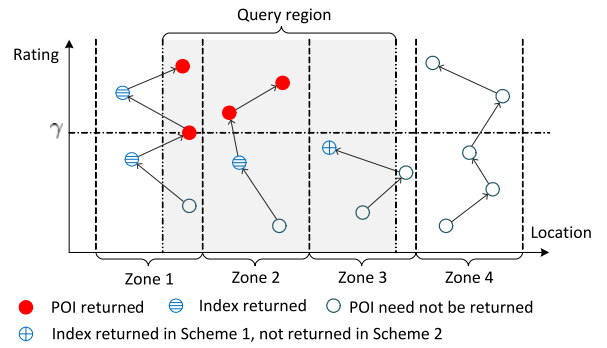 Query region
Rating
γ
Location
Zone 1 Zone 2 Zone 3 Zone 4
POI returned Index returned POI need not be returned
Index returned in Scheme 1, not returned in Scheme 2